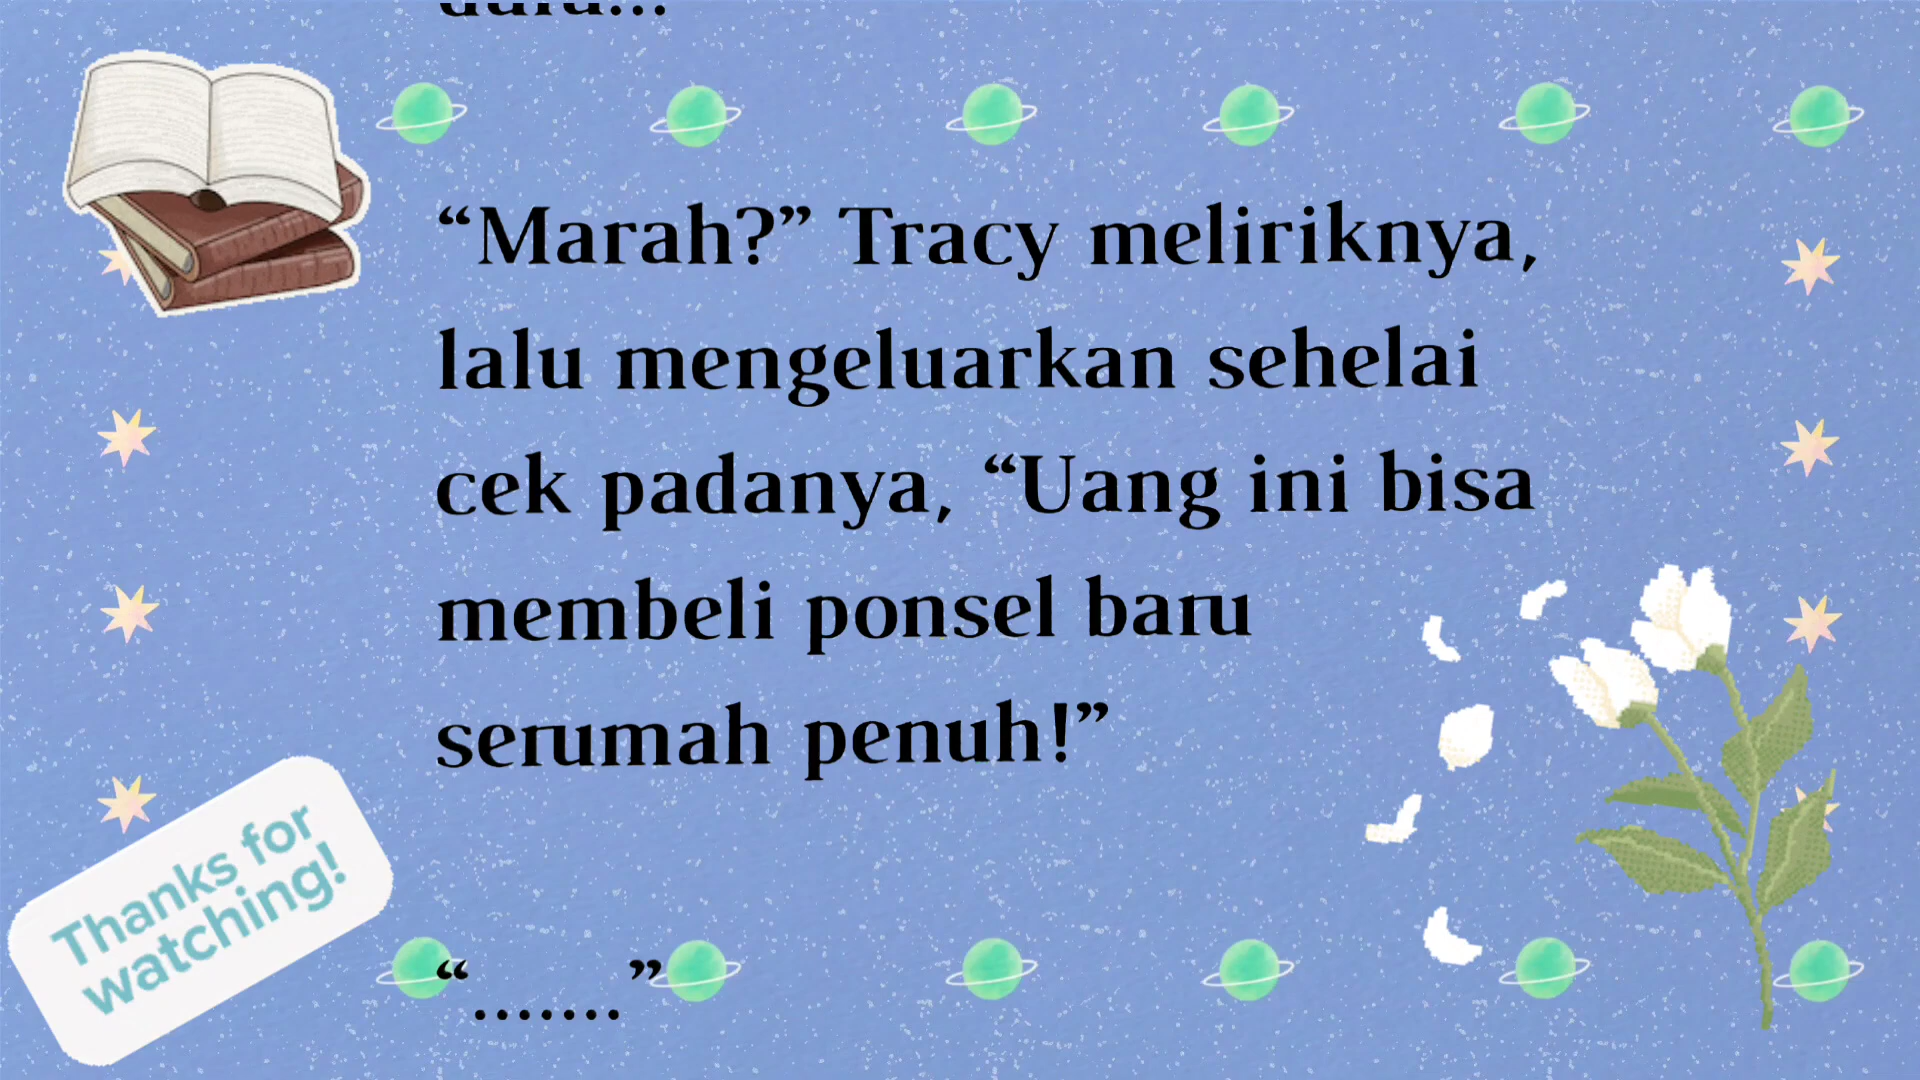 “Marah?” Tracy meliriknya,
lalu mengeluarkan sehelai
cek padanya, “Uang ini bisa
membeli ponsel baru
serumah penuh!”
Thanks for
watching!
“.......”